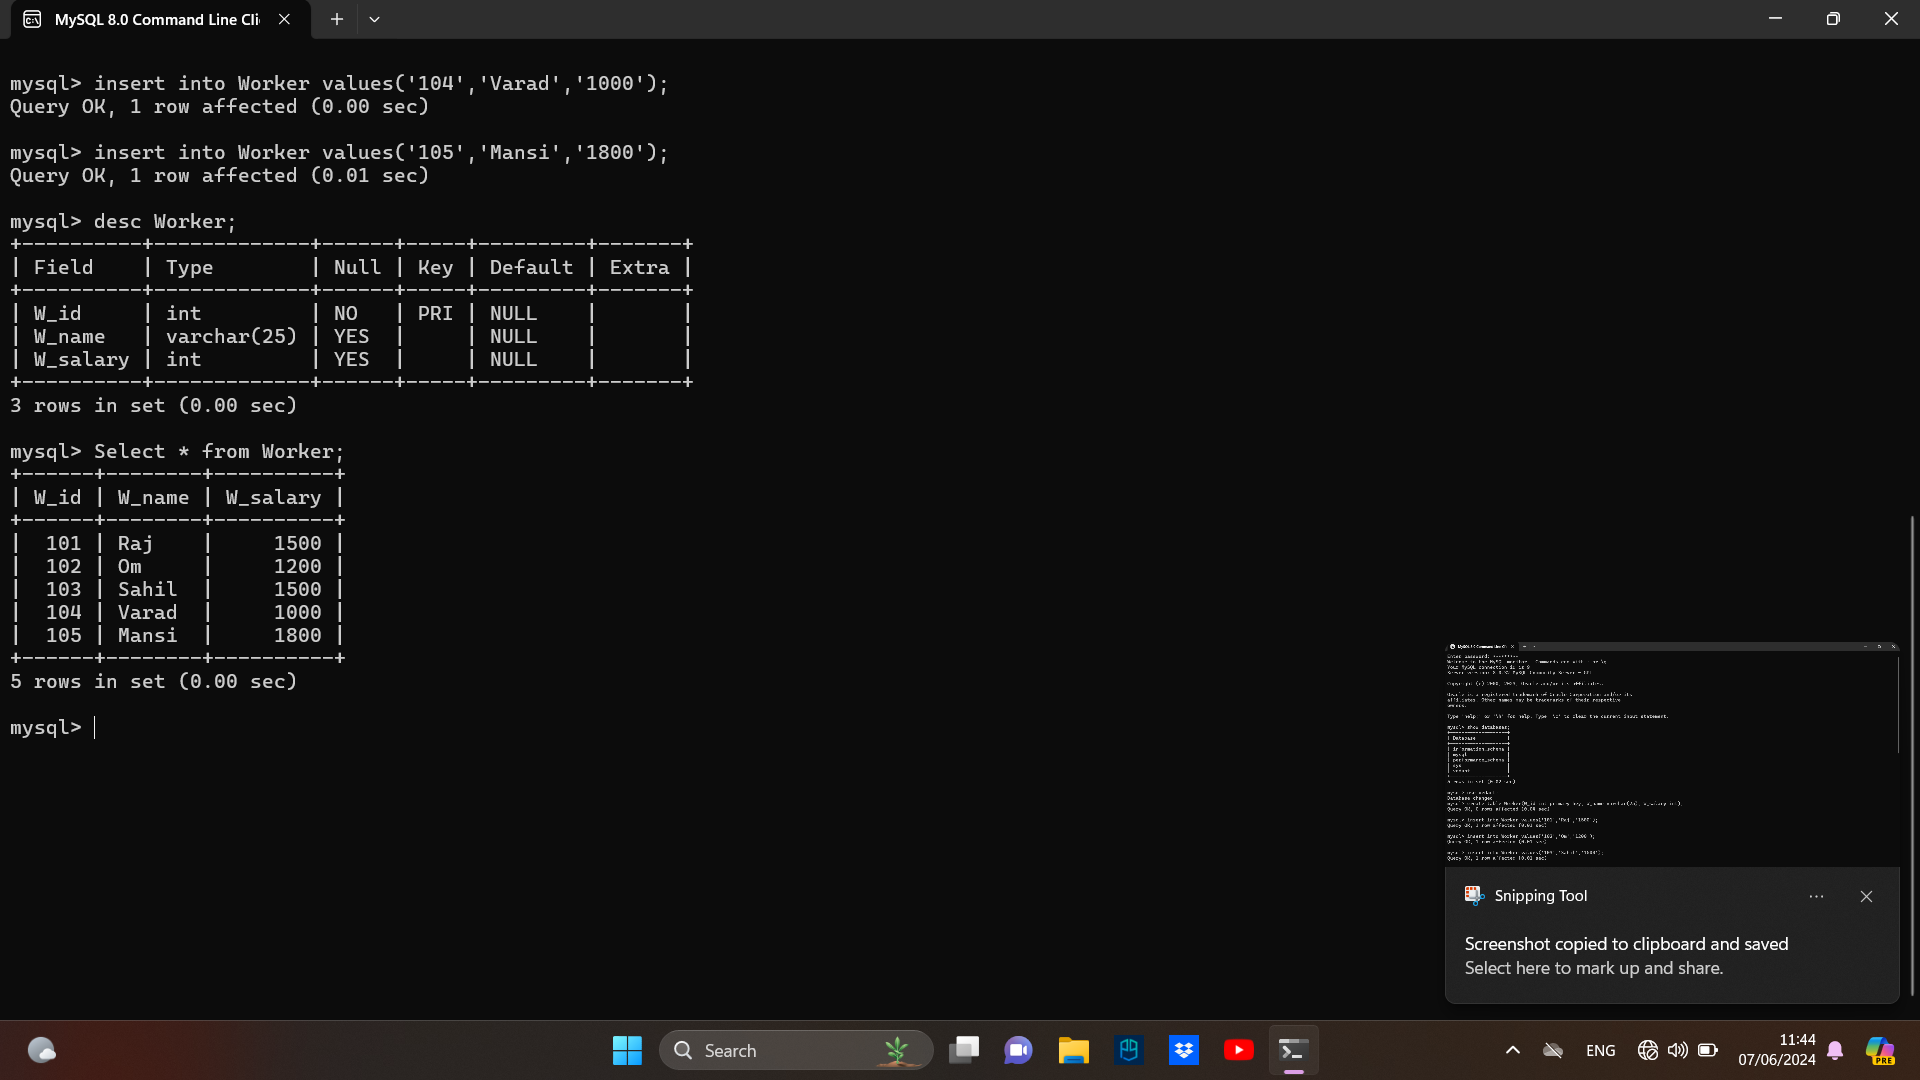 MySQL 8.0 Command Line Cli
mysql> insert into Worker values('104','Varad','1000');
Query OK, 1 row affected (0.00 sec)
mysql> insert into Worker values('105','Mansi','1800');
Query OK, 1 row affected (0.01 sec)
mysql> desc Worker;
+----------+-------------+------+-----+---------+-------+
| Field    | Type        | Null | Key | Default | Extra |
+----------+-------------+------+-----+---------+-------+
| W_id     | int         | NO   | PRI | NULL    |       |
| W_name   | varchar(25) | YES  |     | NULL    |       |
| W_salary | int         | YES  |     | NULL    |       |
+----------+-------------+------+-----+---------+-------+
3 rows in set (0.00 sec)
mysql> Select * from Worker;
+------+--------+----------+
| W_id | W_name | W_salary |
+------+--------+----------+
|  101 | Raj    |     1500 |
|  102 | Om     |     1200 |
|  103 | Sahil  |     1500 |
|  104 | Varad  |     1000 |
|  105 | Mansi  |     1800 |
+------+--------+----------+
5 rows in set (0.00 sec)
mysql>
Snipping Tool
Screenshot copied to clipboard and saved
Select here to mark up and share.
Search
ENG
11:44
07/06/2024
PRE